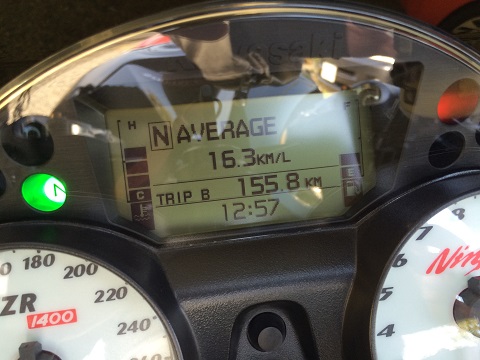 H F
N AVERAGE
16.3KM/L
TRIP B 155.8 KM
C E
12:57
N
180 200 220 240
ZR 1400
Ninj
8 7 6 5 4